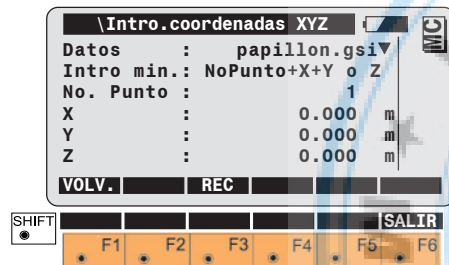 \Intro.coordenadas XYZ
MC
Datos : papillon.gsi▼
Intro min.: NoPunto+X+Y o Z
No. Punto : 1
X : 0.000 m
Y : 0.000 m
Z : 0.000 m
VOLV. REC
SHIFT SALIR
F1 F2 F3 F4 F5 F6